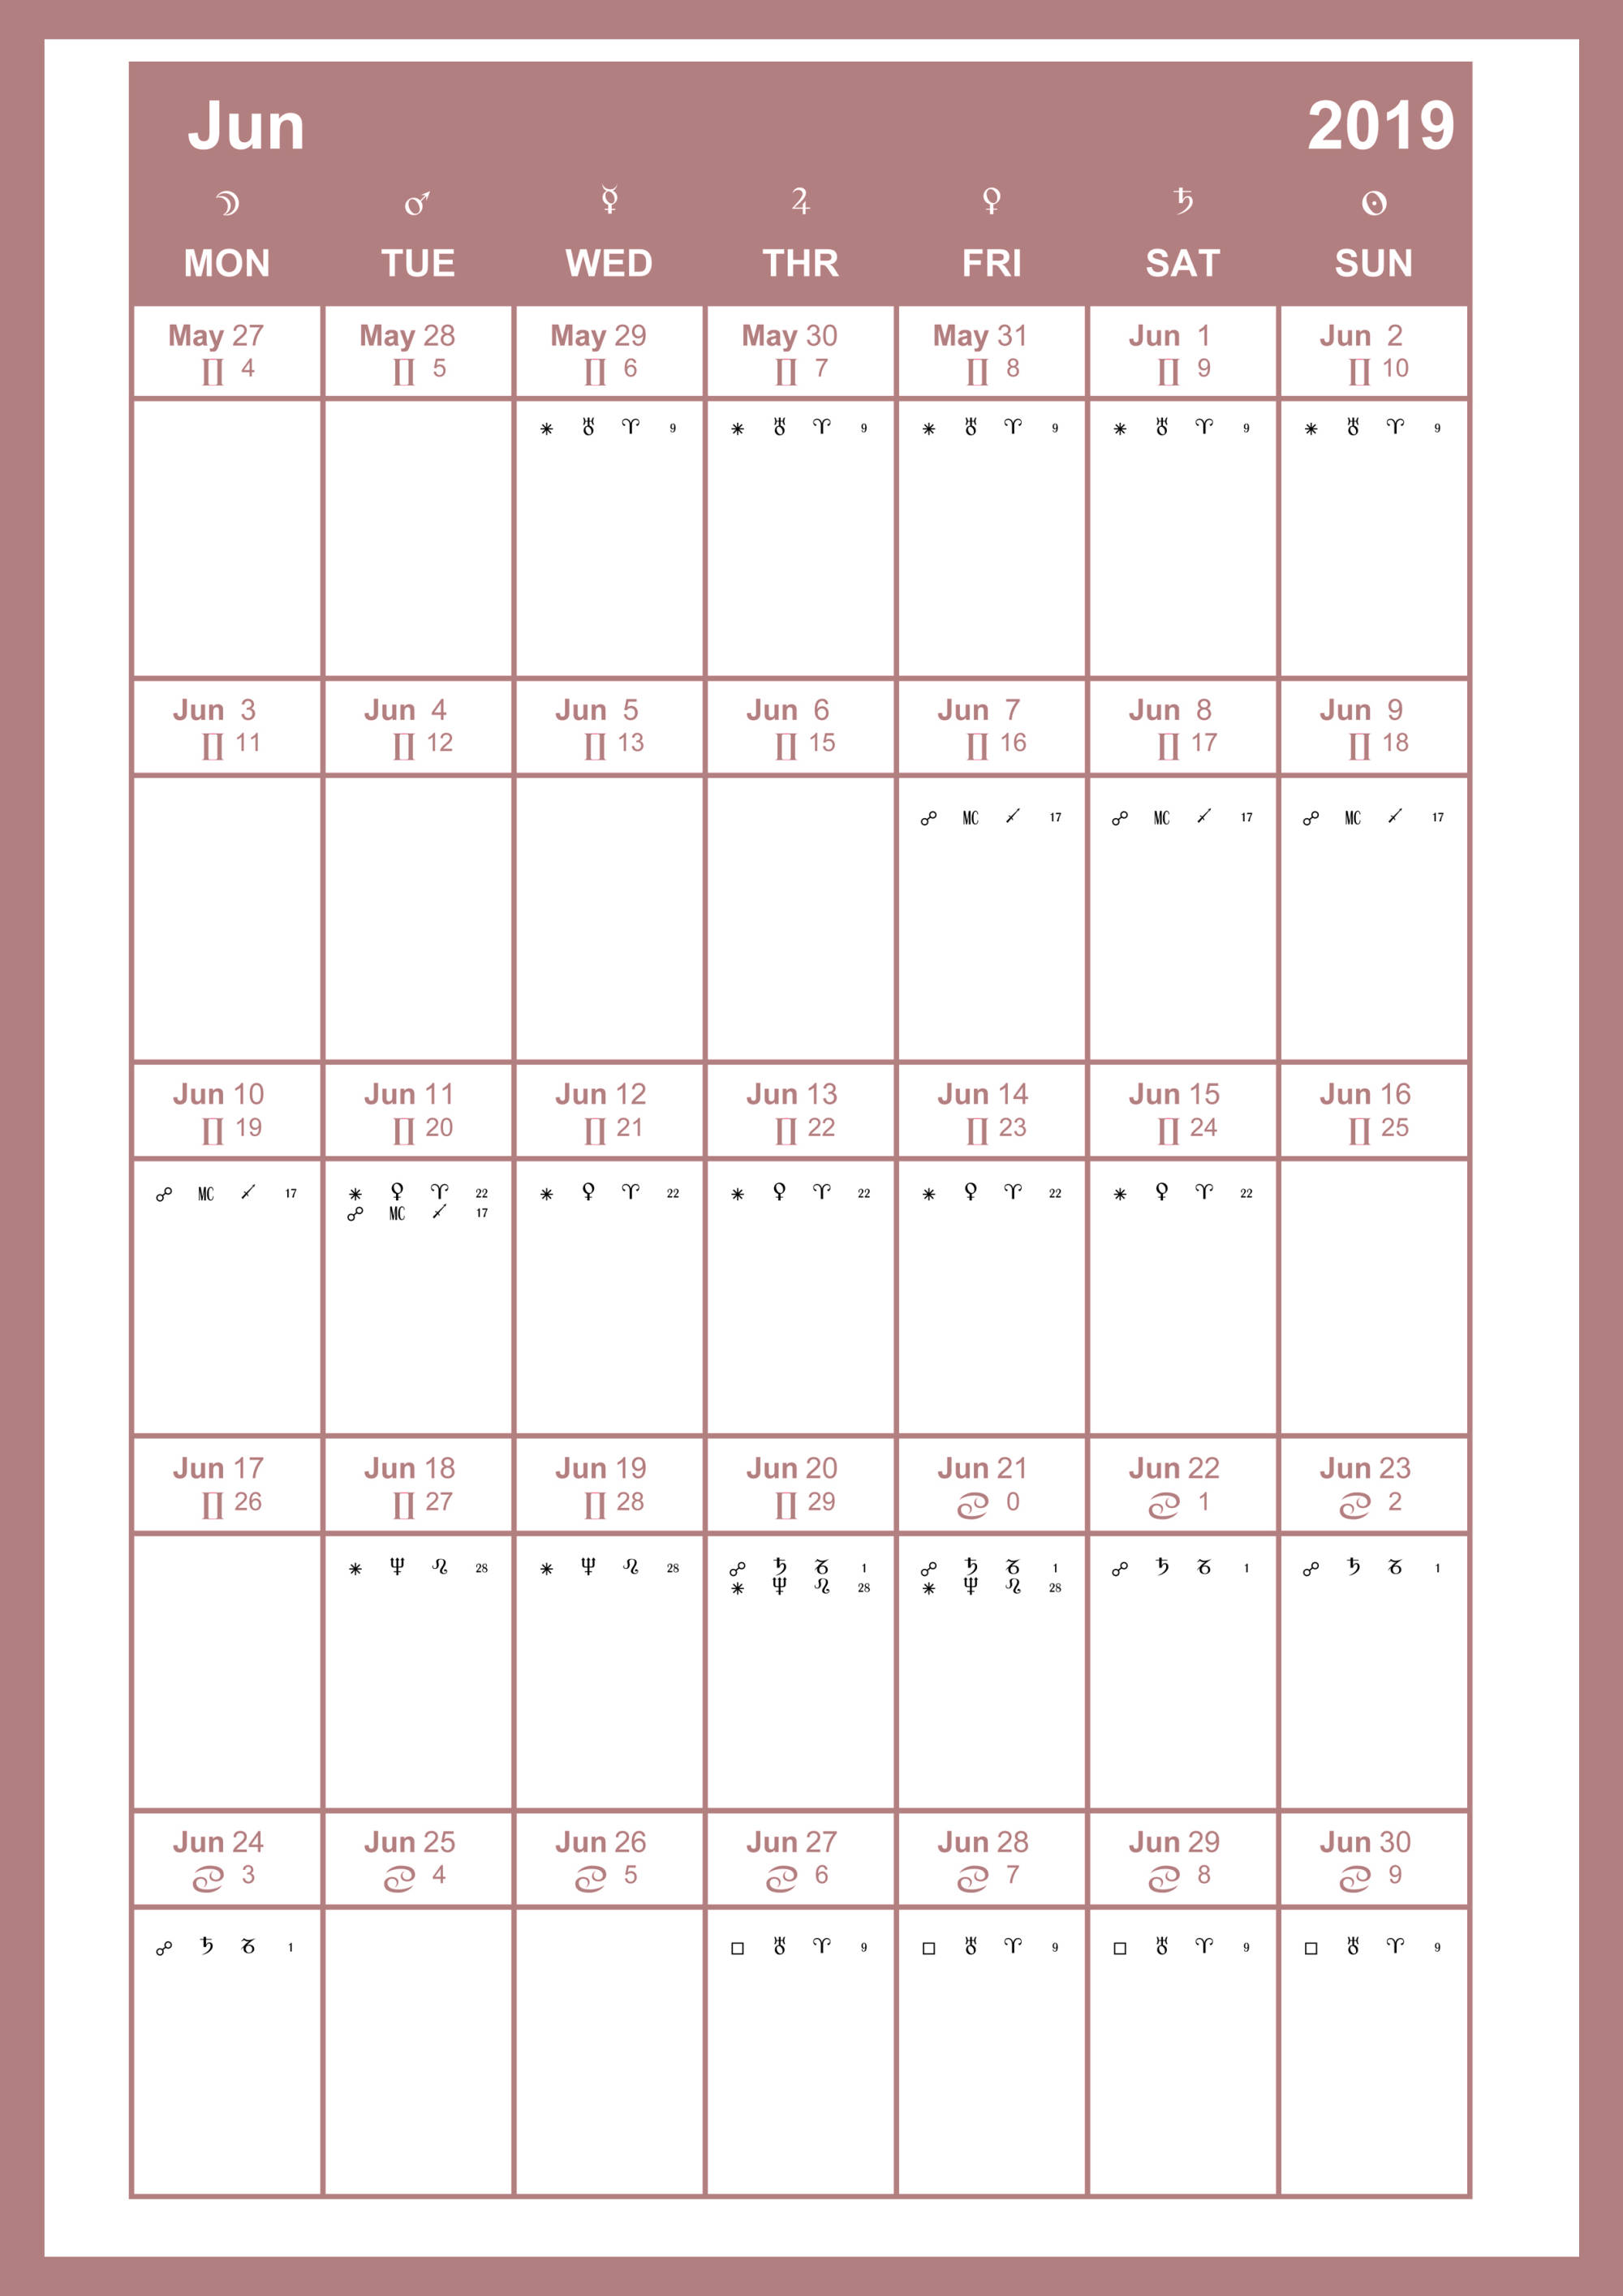 Jun 2019
☽ ♂ ☿ ♃ ♀ ♄ ☉
MON TUE WED THR FRI SAT SUN
May 27 May 28 May 29 May 30 May 31 Jun 1 Jun 2
♊ 4 ♊ 5 ♊ 6 ♊ 7 ♊ 8 ♊ 9 ♊ 10
⚹ ♅ ♈ 9 ⚹ ♅ ♈ 9 ⚹ ♅ ♈ 9 ⚹ ♅ ♈ 9 ⚹ ♅ ♈ 9
Jun 3 Jun 4 Jun 5 Jun 6 Jun 7 Jun 8 Jun 9
♊ 11 ♊ 12 ♊ 13 ♊ 15 ♊ 16 ♊ 17 ♊ 18
☍ MC ♐ 17 ☍ MC ♐ 17 ☍ MC ♐ 17
Jun 10 Jun 11 Jun 12 Jun 13 Jun 14 Jun 15 Jun 16
♊ 19 ♊ 20 ♊ 21 ♊ 22 ♊ 23 ♊ 24 ♊ 25
☍ MC ♐ 17 ⚹ ♀ ♈ 22 ⚹ ♀ ♈ 22 ⚹ ♀ ♈ 22 ⚹ ♀ ♈ 22 ⚹ ♀ ♈ 22
☍ MC ♐ 17
Jun 17 Jun 18 Jun 19 Jun 20 Jun 21 Jun 22 Jun 23
♊ 26 ♊ 27 ♊ 28 ♊ 29 ♋ 0 ♋ 1 ♋ 2
⚹ ♆ ♌ 28 ⚹ ♆ ♌ 28 ☍ ♄ ♑ 1 ☍ ♄ ♑ 1 ☍ ♄ ♑ 1 ☍ ♄ ♑ 1
⚹ ♆ ♌ 28 ⚹ ♆ ♌ 28
Jun 24 Jun 25 Jun 26 Jun 27 Jun 28 Jun 29 Jun 30
♋ 3 ♋ 4 ♋ 5 ♋ 6 ♋ 7 ♋ 8 ♋ 9
☍ ♄ ♑ 1 □ ♅ ♈ 9 □ ♅ ♈ 9 □ ♅ ♈ 9 □ ♅ ♈ 9